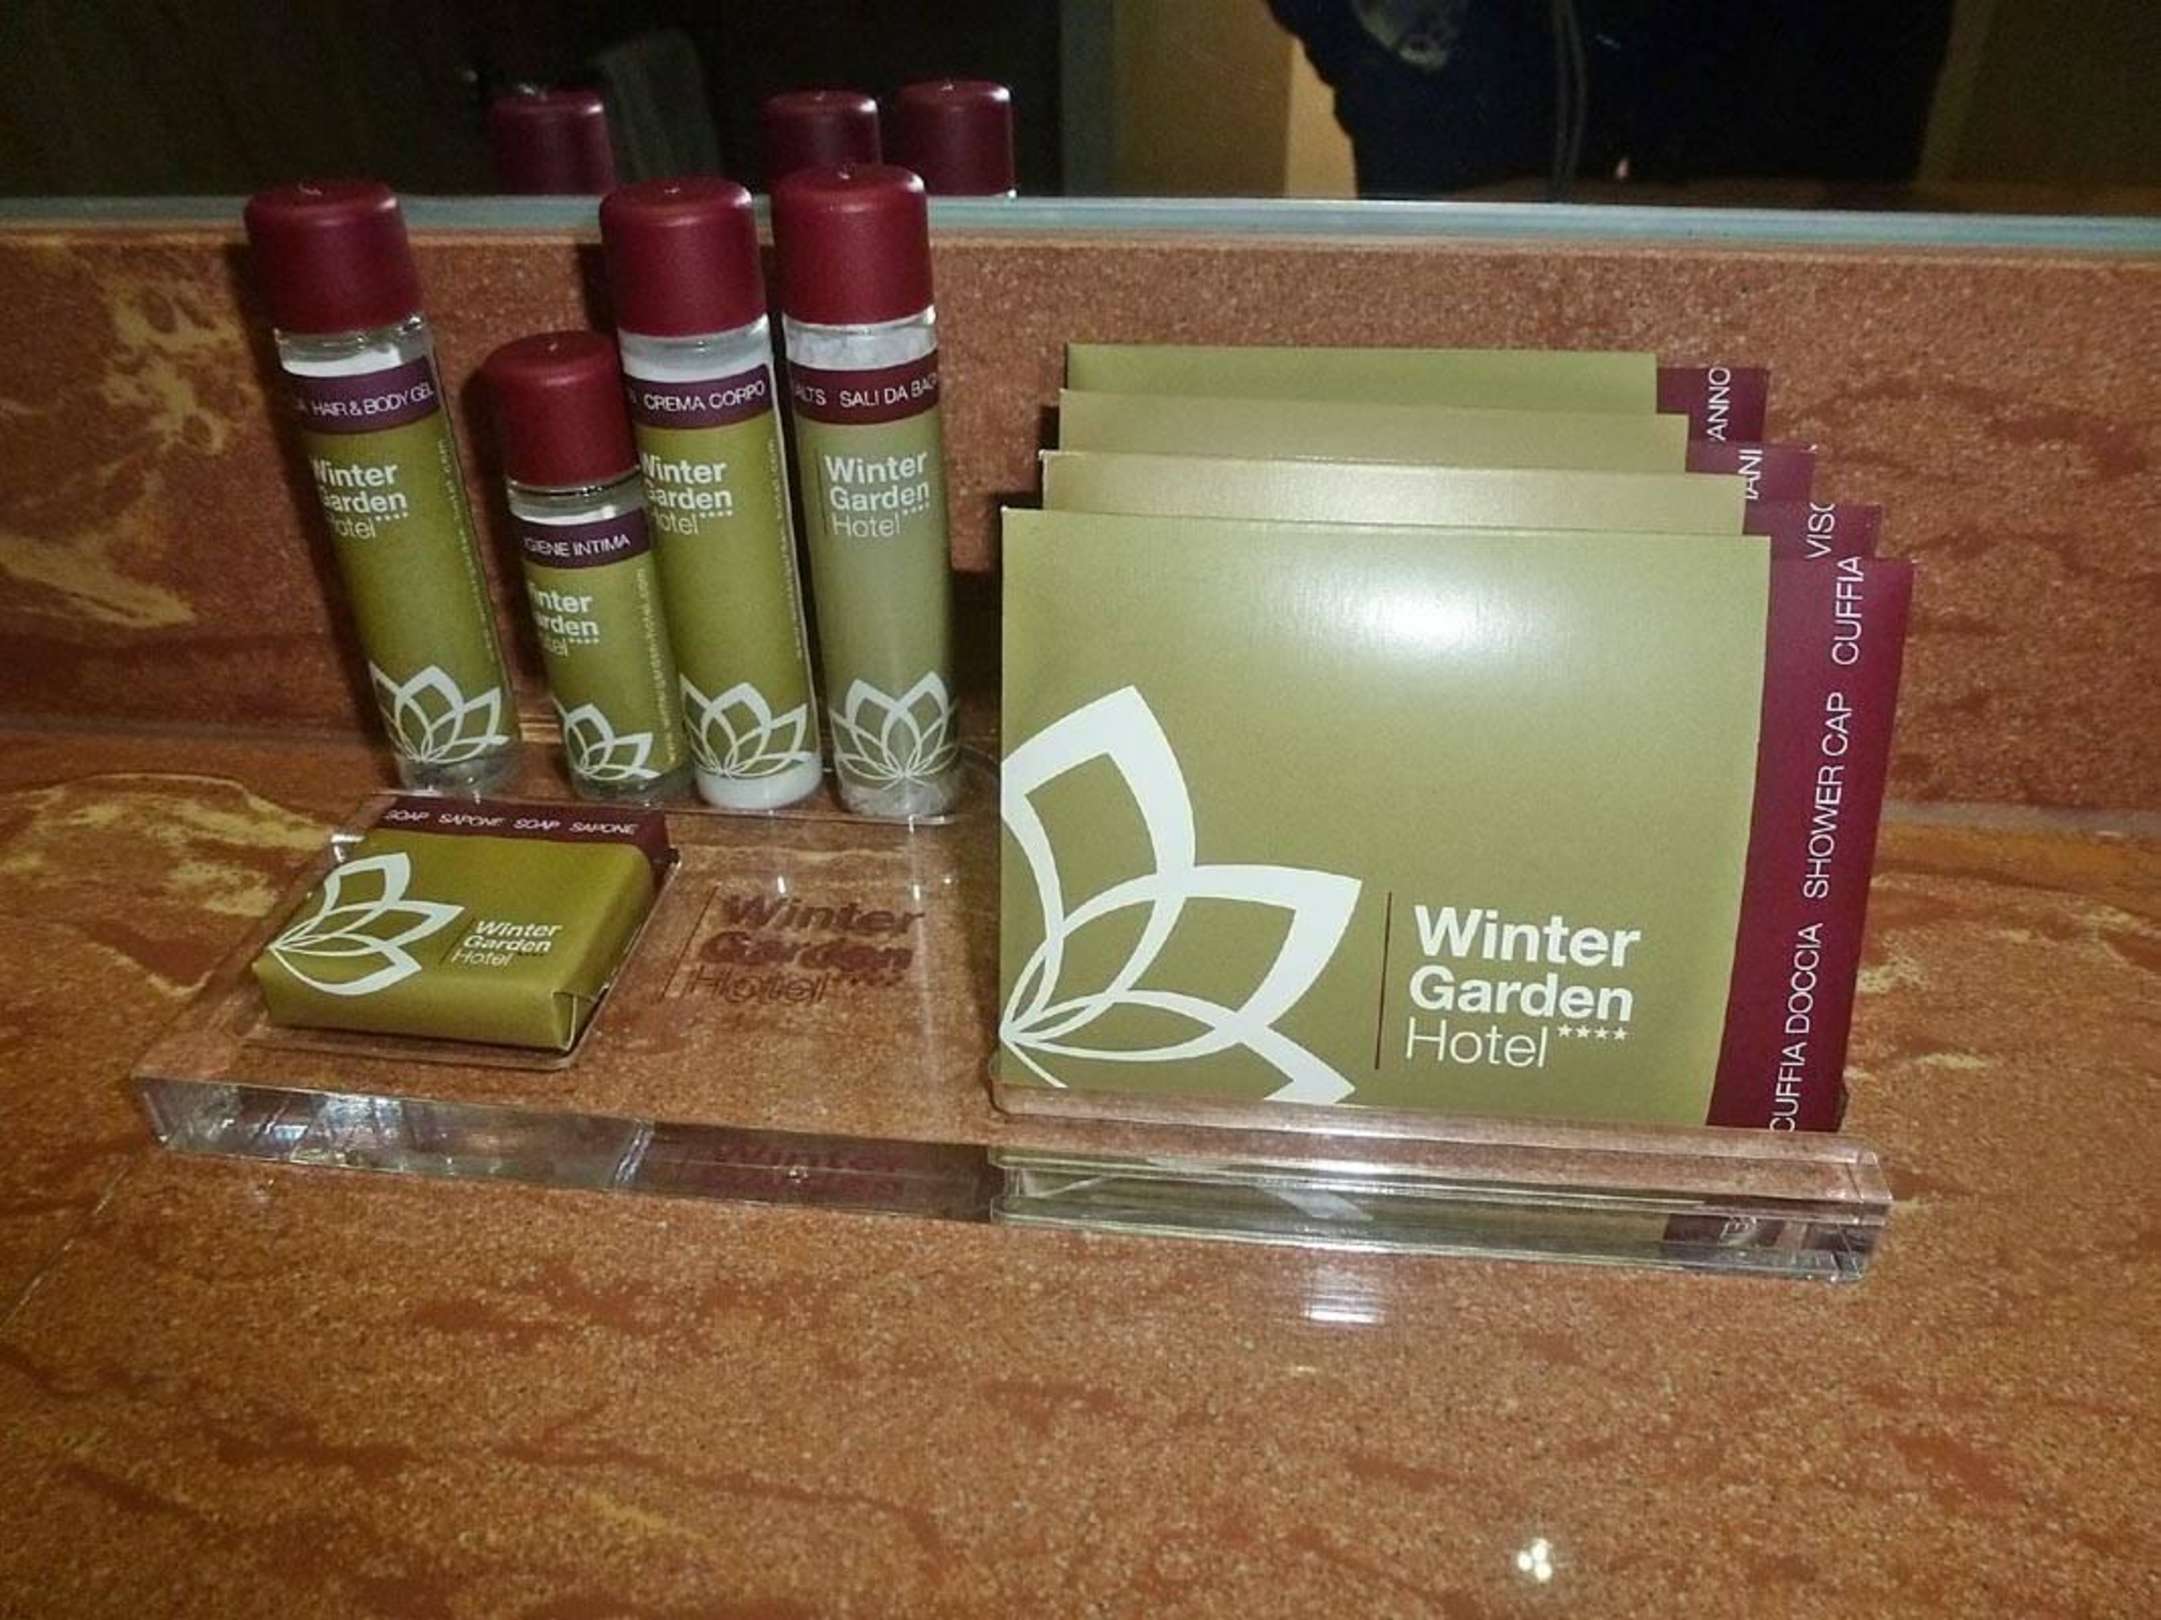 HAIR & BODY GEL
Winter
Garden
Hotel****
IGIENE INTIMA
Winter
Garden
Hotel****
CREMA CORPO
Winter
Garden
Hotel****
SALTS SALI DA BAGNO
Winter
Garden
Hotel****
SOAP SAPONE SOAP SAPONE
Winter
Garden
Hotel****
Winter
Garden
Hotel****
CUFFIA DOCCIA SHOWER CAP CUFFIA
Winter
Garden
Hotel****